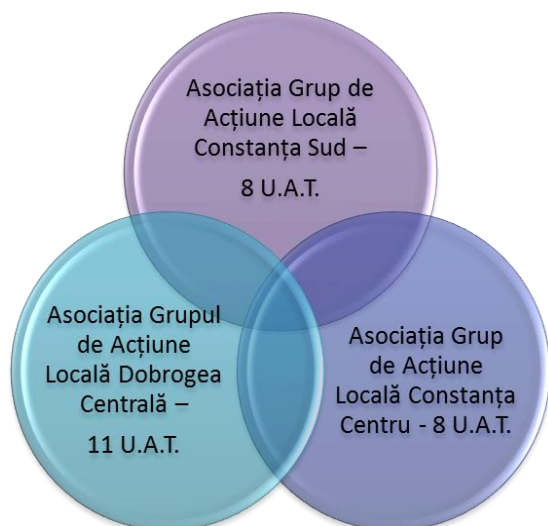 Asociația Grup de
Acțiune Locală
Constanța Sud –
8 U.A.T.
Asociația Grupul
de Acțiune
Locală Dobrogea
Centrală –
11 U.A.T.
Asociația Grup
de Acțiune
Locală Constanța
Centru - 8 U.A.T.